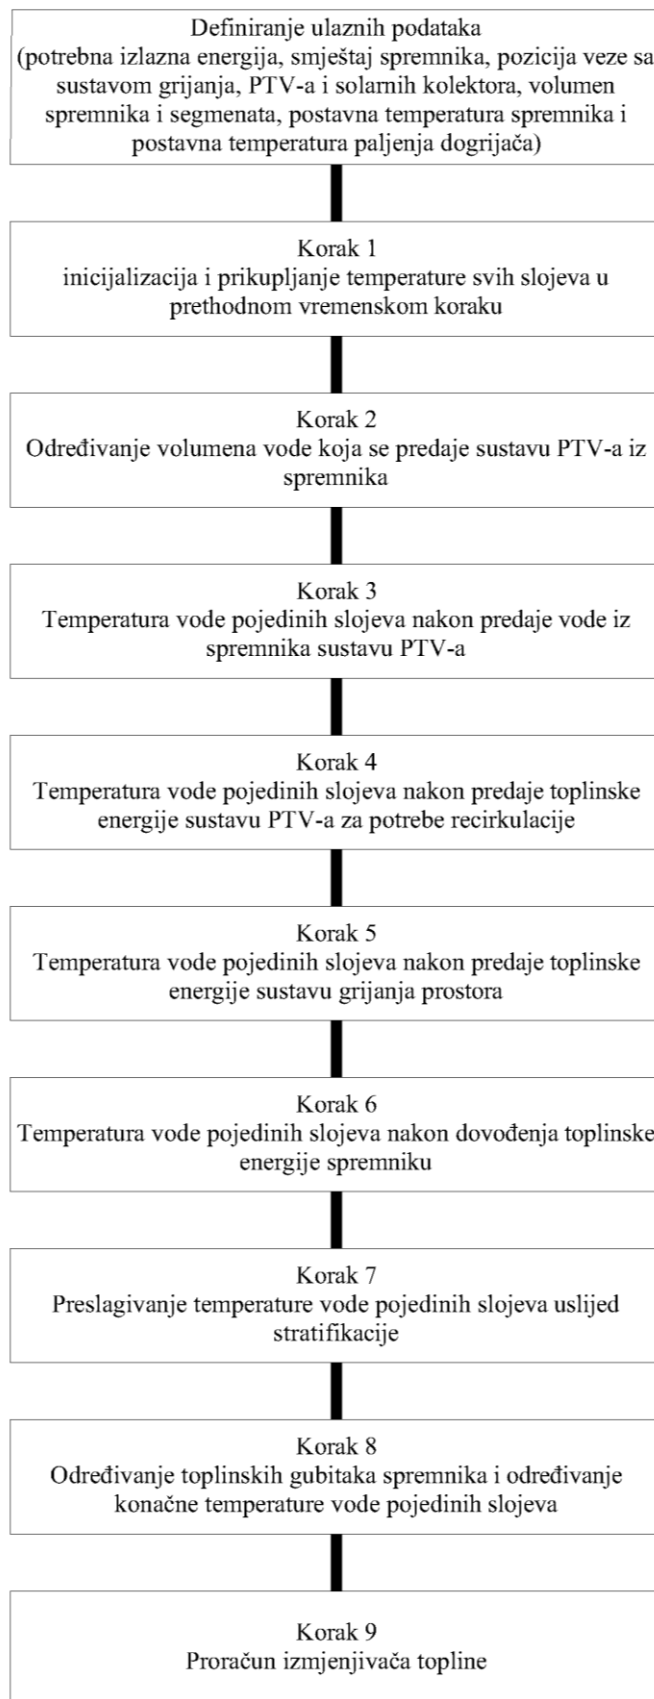 Definiranje ulaznih podataka
(potrebna izlazna energija, smještaj spremnika, pozicija veze sa
sustavom grijanja, PTV-a i solarnih kolektora, volumen
spremnika i segmenata, postavna temperatura spremnika i
postavna temperatura paljenja dogrijača)
Korak 1
inicijalizacija i prikupljanje temperature svih slojeva u
prethodnom vremenskom koraku
Korak 2
Određivanje volumena vode koja se predaje sustavu PTV-a iz
spremnika
Korak 3
Temperatura vode pojedinih slojeva nakon predaje vode iz
spremnika sustavu PTV-a
Korak 4
Temperatura vode pojedinih slojeva nakon predaje toplinske
energije sustavu PTV-a za potrebe recirkulacije
Korak 5
Temperatura vode pojedinih slojeva nakon predaje toplinske
energije sustavu grijanja prostora
Korak 6
Temperatura vode pojedinih slojeva nakon dovođenja toplinske
energije spremniku
Korak 7
Preslagivanje temperature vode pojedinih slojeva uslijed
stratifikacije
Korak 8
Određivanje toplinskih gubitaka spremnika i određivanje
konačne temperature vode pojedinih slojeva
Korak 9
Proračun izmjenjivača topline